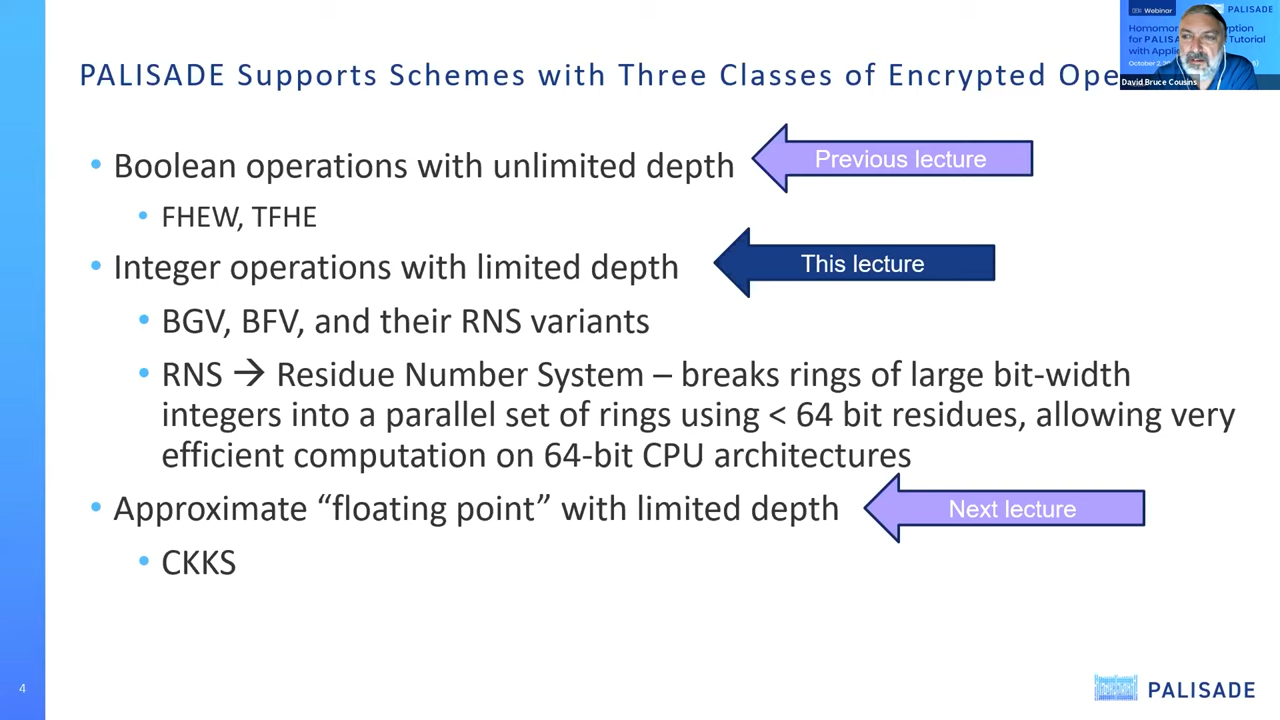 PALISADE Supports Schemes with Three Classes of Encrypted Ope
Webinar
PALISADE
for PALISA
Tutorial
with Appli
October 2, 20
David Bruce Cousins
• Boolean operations with unlimited depth
Previous lecture
• FHEW, TFHE
• Integer operations with limited depth
This lecture
• BGV, BFV, and their RNS variants
• RNS → Residue Number System – breaks rings of large bit-width
integers into a parallel set of rings using < 64 bit residues, allowing very
efficient computation on 64-bit CPU architectures
• Approximate “floating point” with limited depth
Next lecture
• CKKS
4
PALISADE